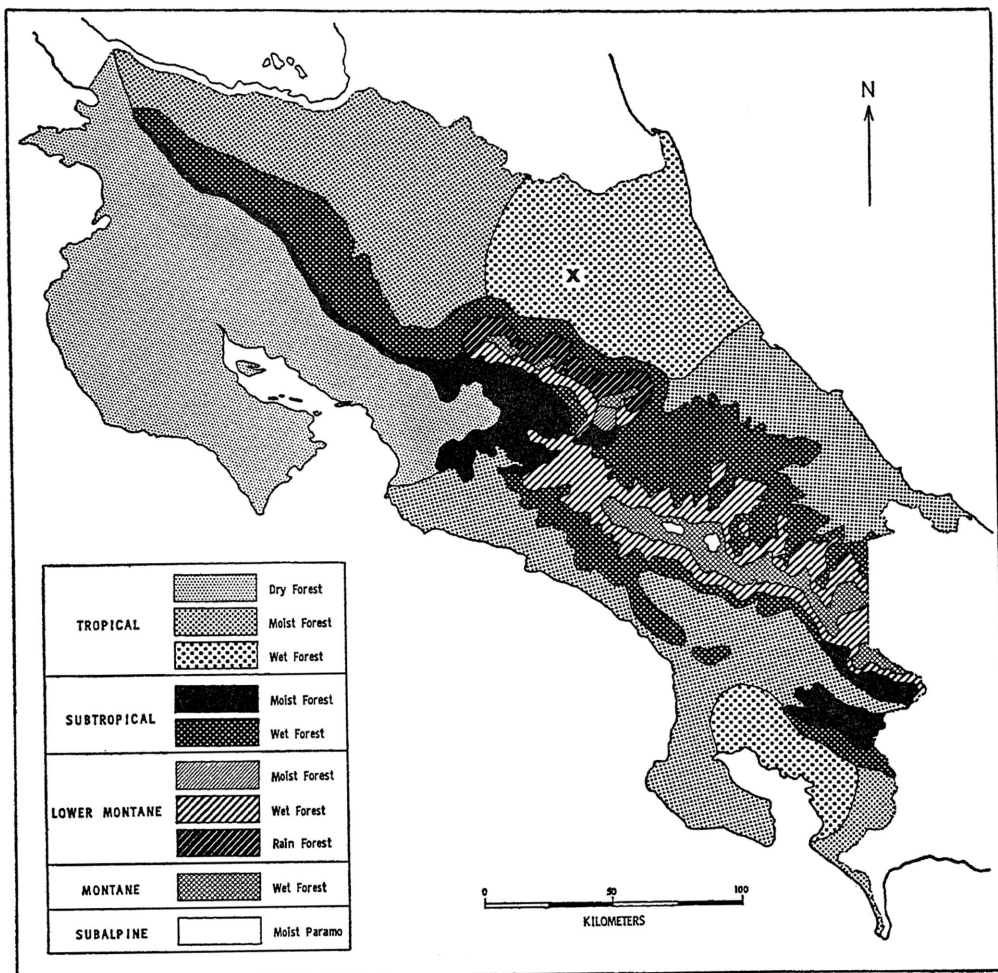 N
X
TROPICAL
Dry Forest
Moist Forest
Wet Forest
SUBTROPICAL
Moist Forest
Wet Forest
LOWER MONTANE
Moist Forest
Wet Forest
Rain Forest
MONTANE
Wet Forest
SUBALPINE
Moist Paramo
0 50 100
KILOMETERS